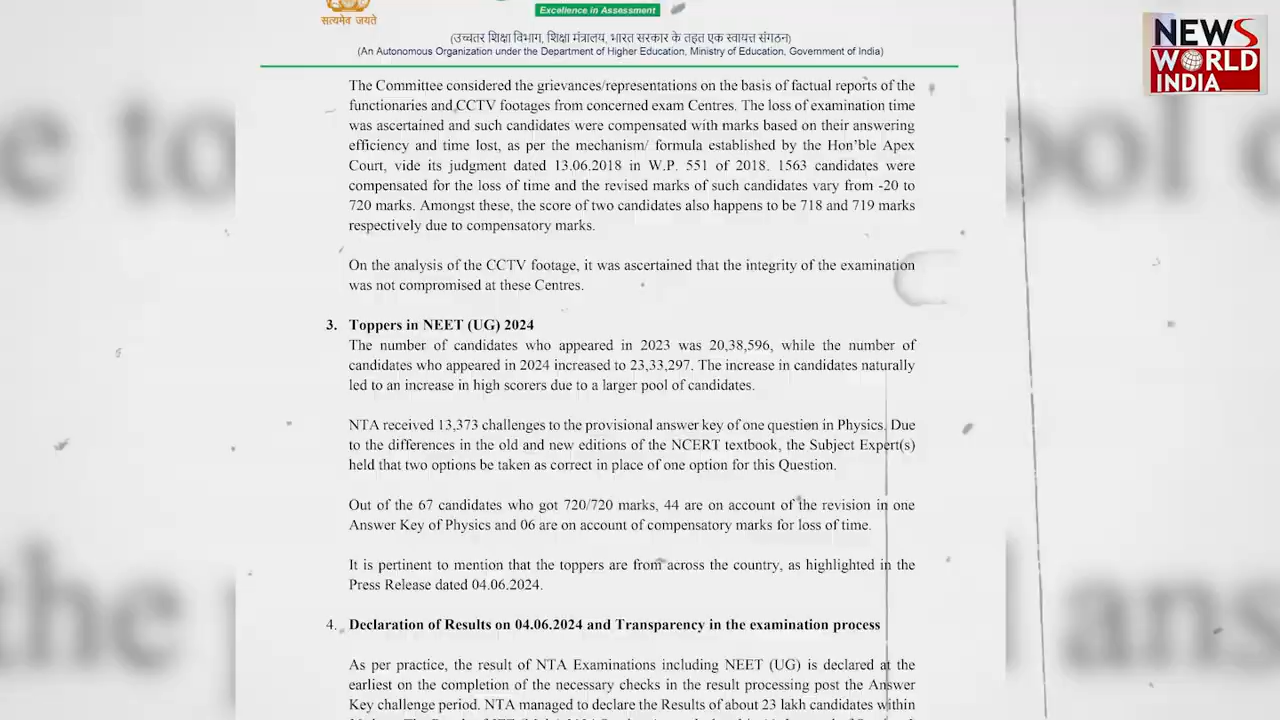 सत्यमेव जयते
Excellence in Assessment
(उच्चतर शिक्षा विभाग, शिक्षा मंत्रालय, भारत सरकार के तहत एक स्वायत्त संगठन)
(An Autonomous Organization under the Department of Higher Education, Ministry of Education, Government of India)
NEWS
WORLD
INDIA
The Committee considered the grievances/representations on the basis of factual reports of the
functionaries and CCTV footages from concerned exam Centres. The loss of examination time
was ascertained and such candidates were compensated with marks based on their answering
efficiency and time lost, as per the mechanism/ formula established by the Hon'ble Apex
Court, vide its judgment dated 13.06.2018 in W.P. 551 of 2018. 1563 candidates were
compensated for the loss of time and the revised marks of such candidates vary from -20 to
720 marks. Amongst these, the score of two candidates also happens to be 718 and 719 marks
respectively due to compensatory marks.
On the analysis of the CCTV footage, it was ascertained that the integrity of the examination
was not compromised at these Centres.
3. Toppers in NEET (UG) 2024
The number of candidates who appeared in 2023 was 20,38,596, while the number of
candidates who appeared in 2024 increased to 23,33,297. The increase in candidates naturally
led to an increase in high scorers due to a larger pool of candidates.
NTA received 13,373 challenges to the provisional answer key of one question in Physics. Due
to the differences in the old and new editions of the NCERT textbook, the Subject Expert(s)
held that two options be taken as correct in place of one option for this Question.
Out of the 67 candidates who got 720/720 marks, 44 are on account of the revision in one
Answer Key of Physics and 06 are on account of compensatory marks for loss of time.
It is pertinent to mention that the toppers are from across the country, as highlighted in the
Press Release dated 04.06.2024.
4. Declaration of Results on 04.06.2024 and Transparency in the examination process
As per practice, the result of NTA Examinations including NEET (UG) is declared at the
earliest on the completion of the necessary checks in the result processing post the Answer
Key challenge period. NTA managed to declare the Results of about 23 lakh candidates within